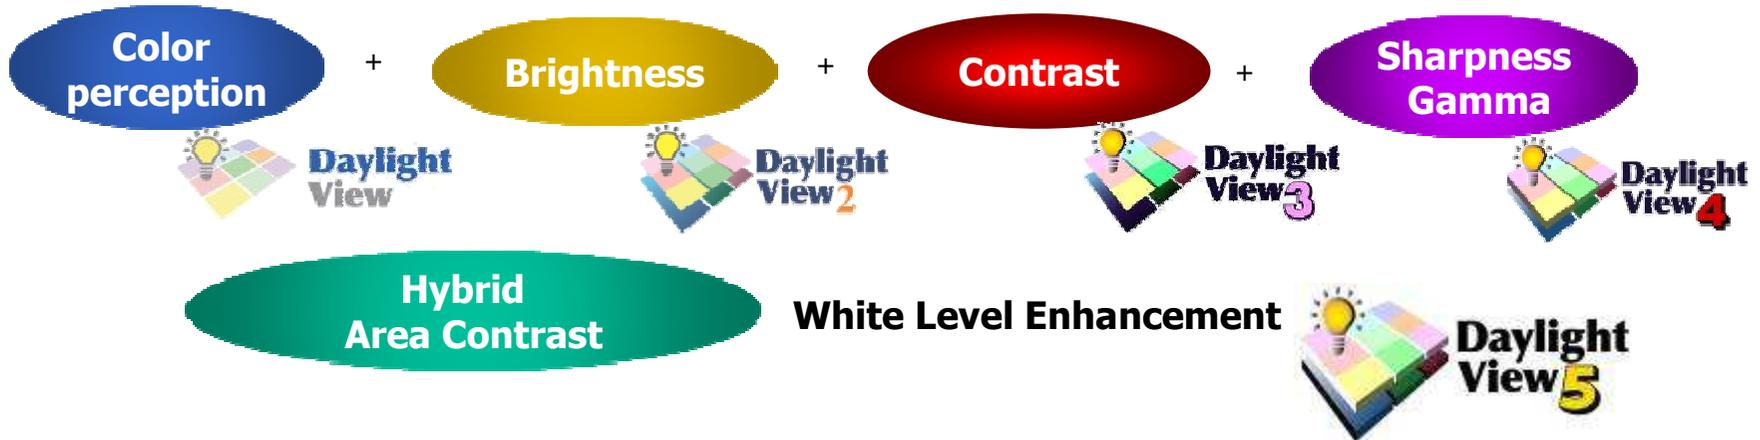 Color
perception
+
Brightness
+
Contrast
+
Sharpness
Gamma
Daylight
View
Daylight
View2
Daylight
View3
Daylight
View4
Hybrid
Area Contrast
White Level Enhancement
Daylight
View5